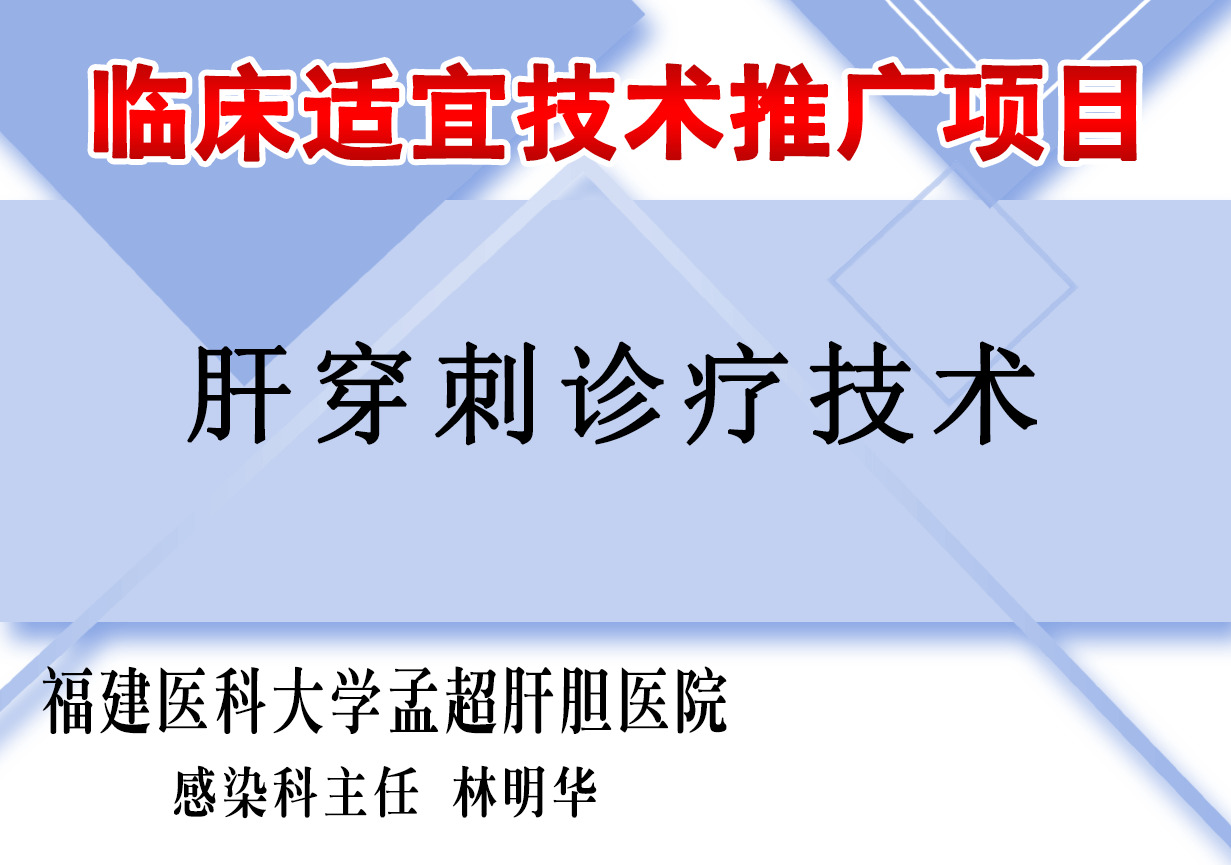 临床适宜技术推广项目
肝穿刺诊疗技术
福建医科大学孟超肝胆医院
感染科主任 林明华